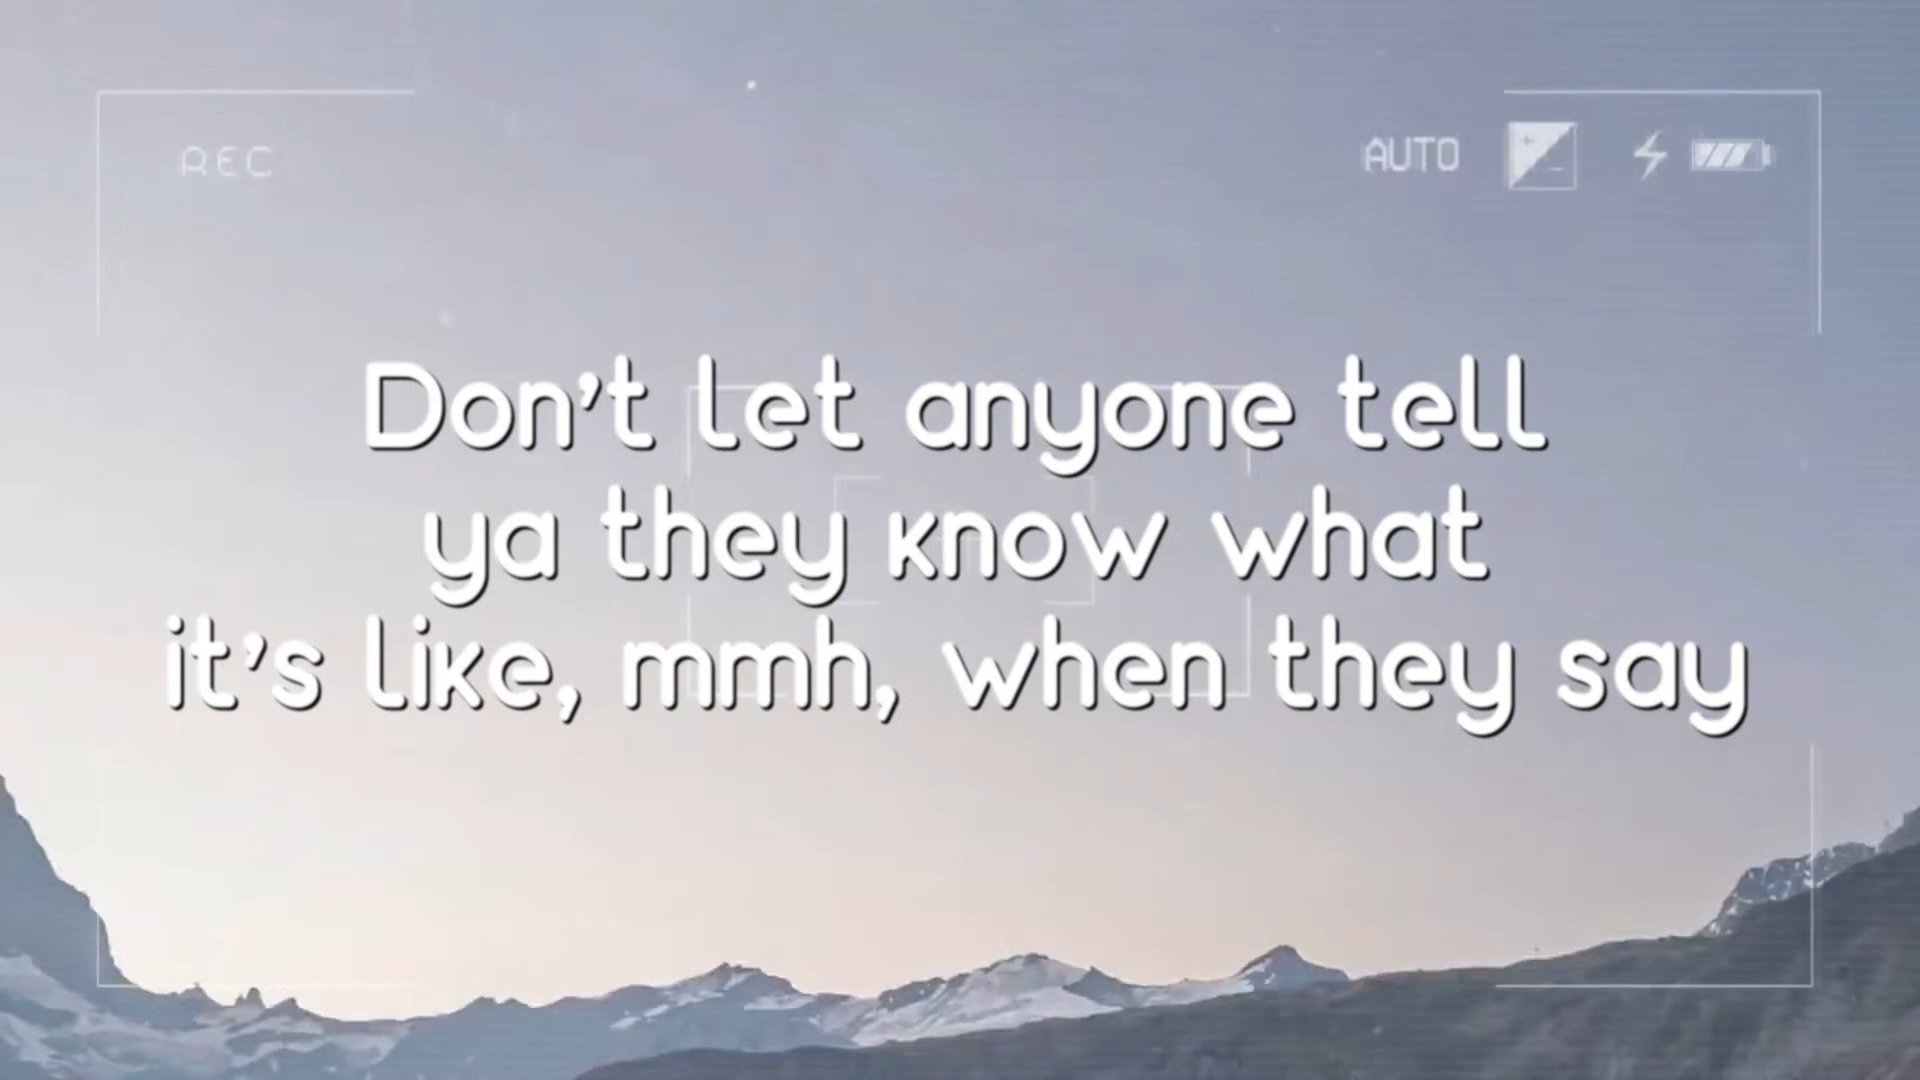 REC
AUTO
Don't let anyone tell
ya they know what
it's like, mmh, when they say